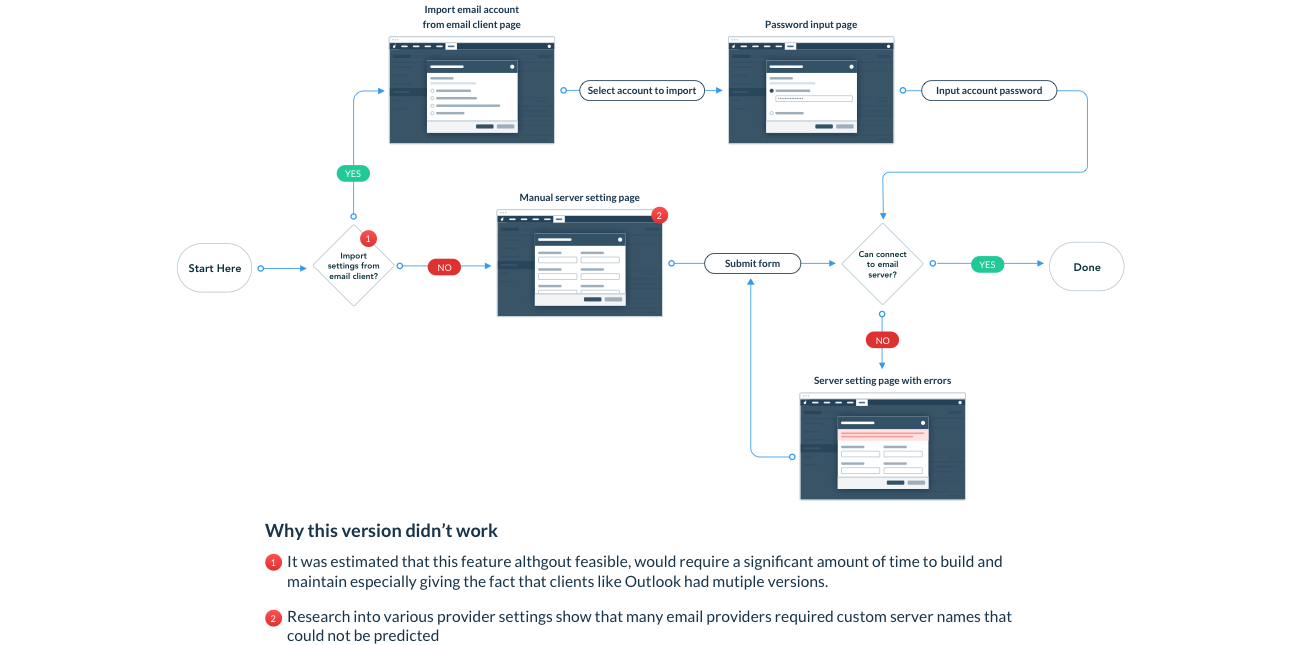 Import email account
from email client page
Password input page
Select account to import
Input account password
YES
Manual server setting page
2
1
Start Here
Import
settings from
email client?
NO
Submit form
Can connect
to email
server?
YES
Done
NO
Server setting page with errors
Why this version didn’t work
1 It was estimated that this feature althgout feasible, would require a significant amount of time to build and
maintain especially giving the fact that clients like Outlook had mutiple versions.
2 Research into various provider settings show that many email providers required custom server names that
could not be predicted